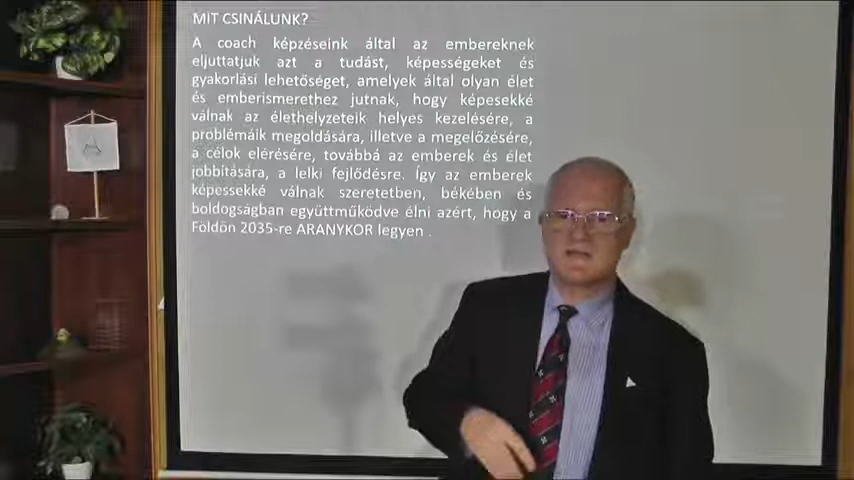 MIT CSINÁLUNK?
A coach képzéseink által az embereknek
eljuttatjuk azt a tudást, képességeket és
gyakorlási lehetőséget, amelyek által olyan élet
és emberismerethez jutnak, hogy képesekké
válnak az élethelyzeteik helyes kezelésére, a
problémáik megoldására, illetve a megelőzésére,
a célok elérésére, továbbá az emberek és élet
jobbítására, a lelki fejlődésre. Így az emberek
képessekké válnak szeretetben, békében és
boldogságban együttműködve élni azért, hogy a
Földön 2035-re ARANYKOR legyen .